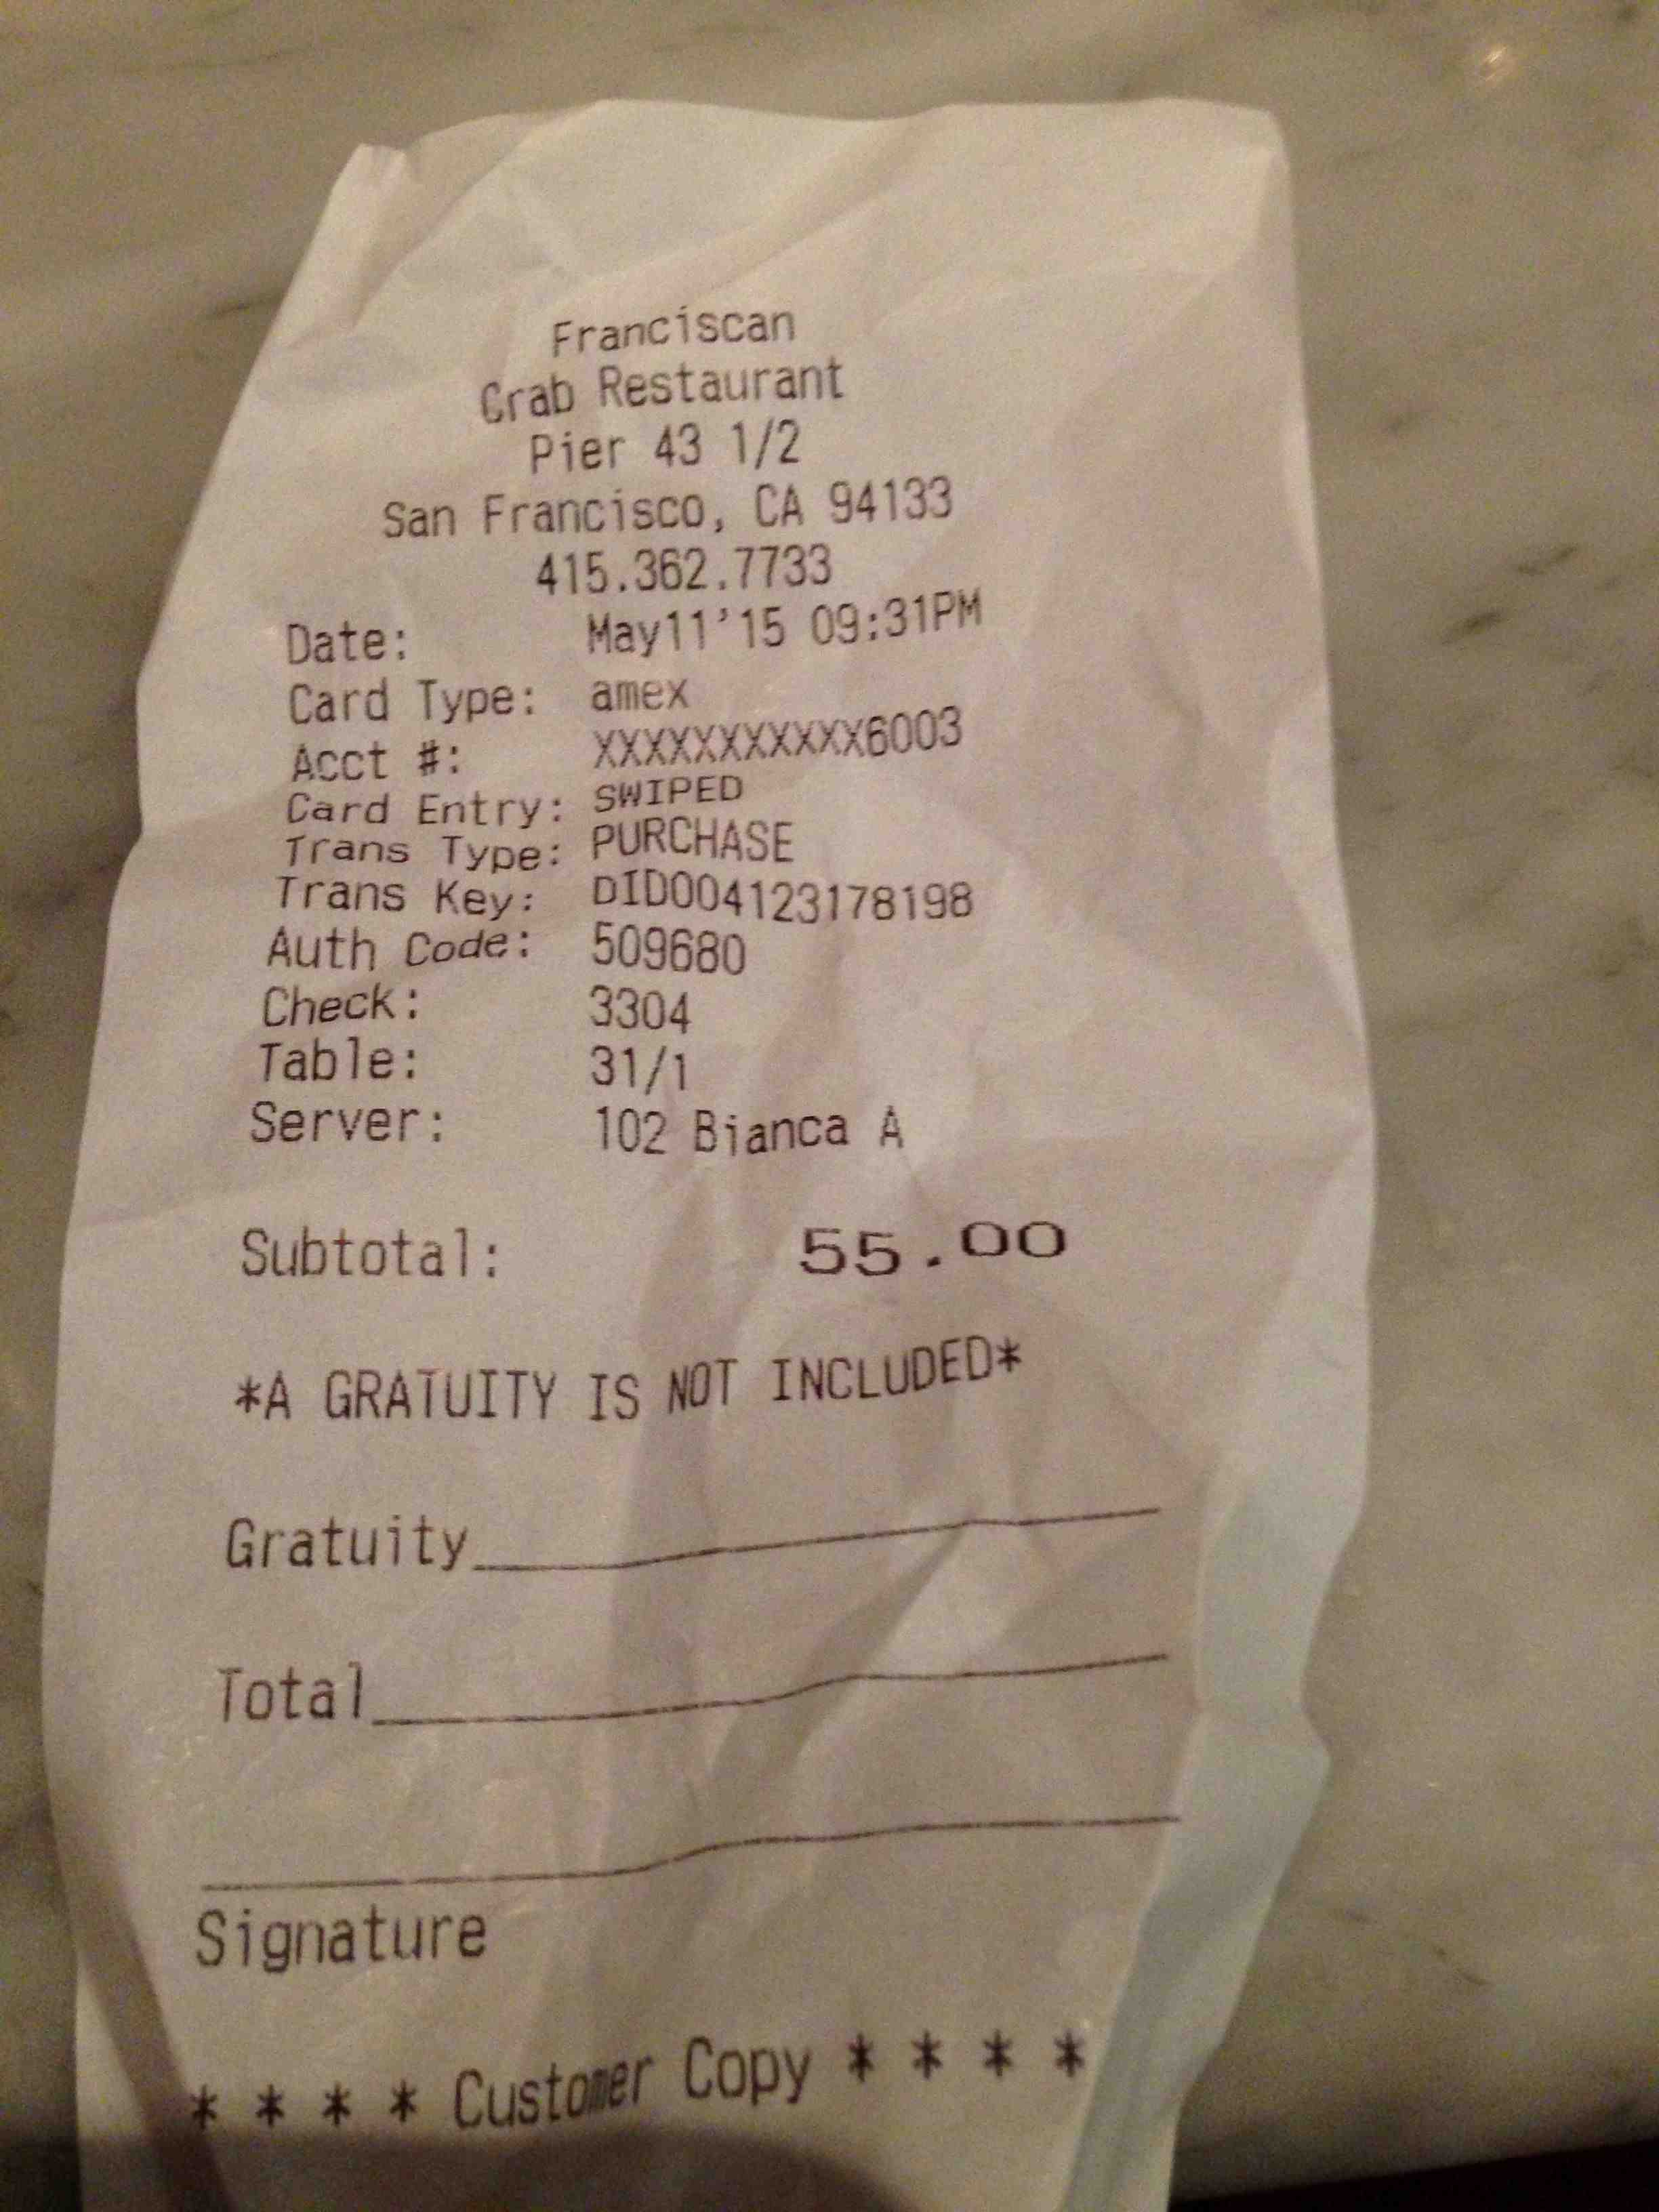 Franciscan
Crab Restaurant
Pier 43 1/2
San Francisco, CA 94133
415.362.7733
Date: May11'15 09:31PM
Card Type: amex
Acct #: XXXXXXXXXXX6003
Card Entry: SWIPED
Trans Type: PURCHASE
Trans Key: DID004123178198
Auth Code: 509680
Check: 3304
Table: 31/1
Server: 102 Bianca A
Subtotal: 55.00
*A GRATUITY IS NOT INCLUDED*
Gratuity
Total
Signature
* * * * Customer Copy * * * *